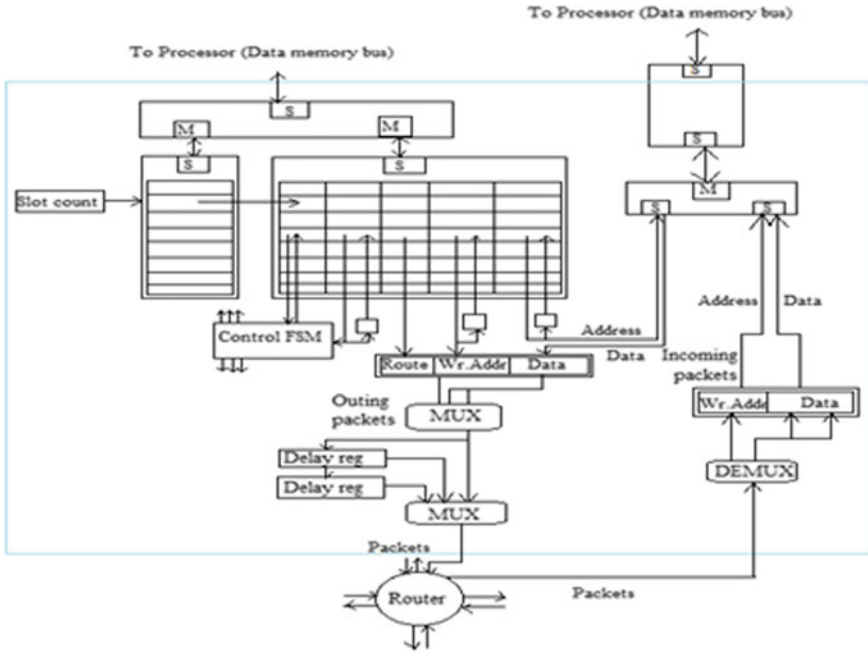 To Processor (Data memory bus)
To Processor (Data memory bus)
S
S
M
M
S
S
S
M
S
S
Slot count
Control FSM
Address
Data
Address
Data
Incoming
packets
Route
Wr.Addr
Data
Outing
packets
MUX
Wr.Addr
Data
Delay reg
DEMUX
Delay reg
MUX
Packets
Router
Packets